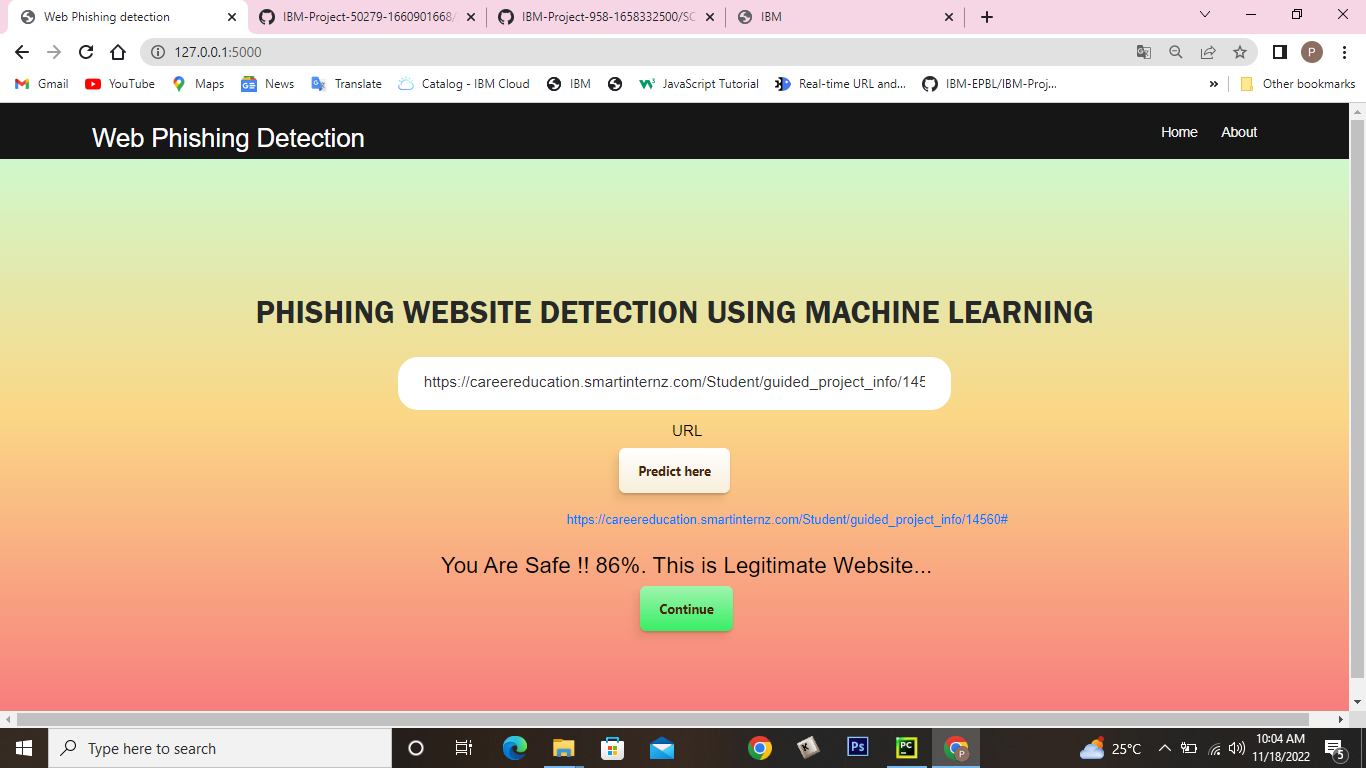 Web Phishing detection
IBM-Project-50279-1660901668/
IBM-Project-958-1658332500/SC
IBM
127.0.0.1:5000
P
Gmail
YouTube
Maps
News
Translate
Catalog - IBM Cloud
IBM
JavaScript Tutorial
Real-time URL and...
IBM-EPBL/IBM-Proj...
»
Other bookmarks
Web Phishing Detection
Home
About
PHISHING WEBSITE DETECTION USING MACHINE LEARNING
https://careereducation.smartinternz.com/Student/guided_project_info/145
URL
Predict here
https://careereducation.smartinternz.com/Student/guided_project_info/14560#
You Are Safe !! 86%. This is Legitimate Website...
Continue
Type here to search
Ps
PC
P
25°C
10:04 AM
11/18/2022
5